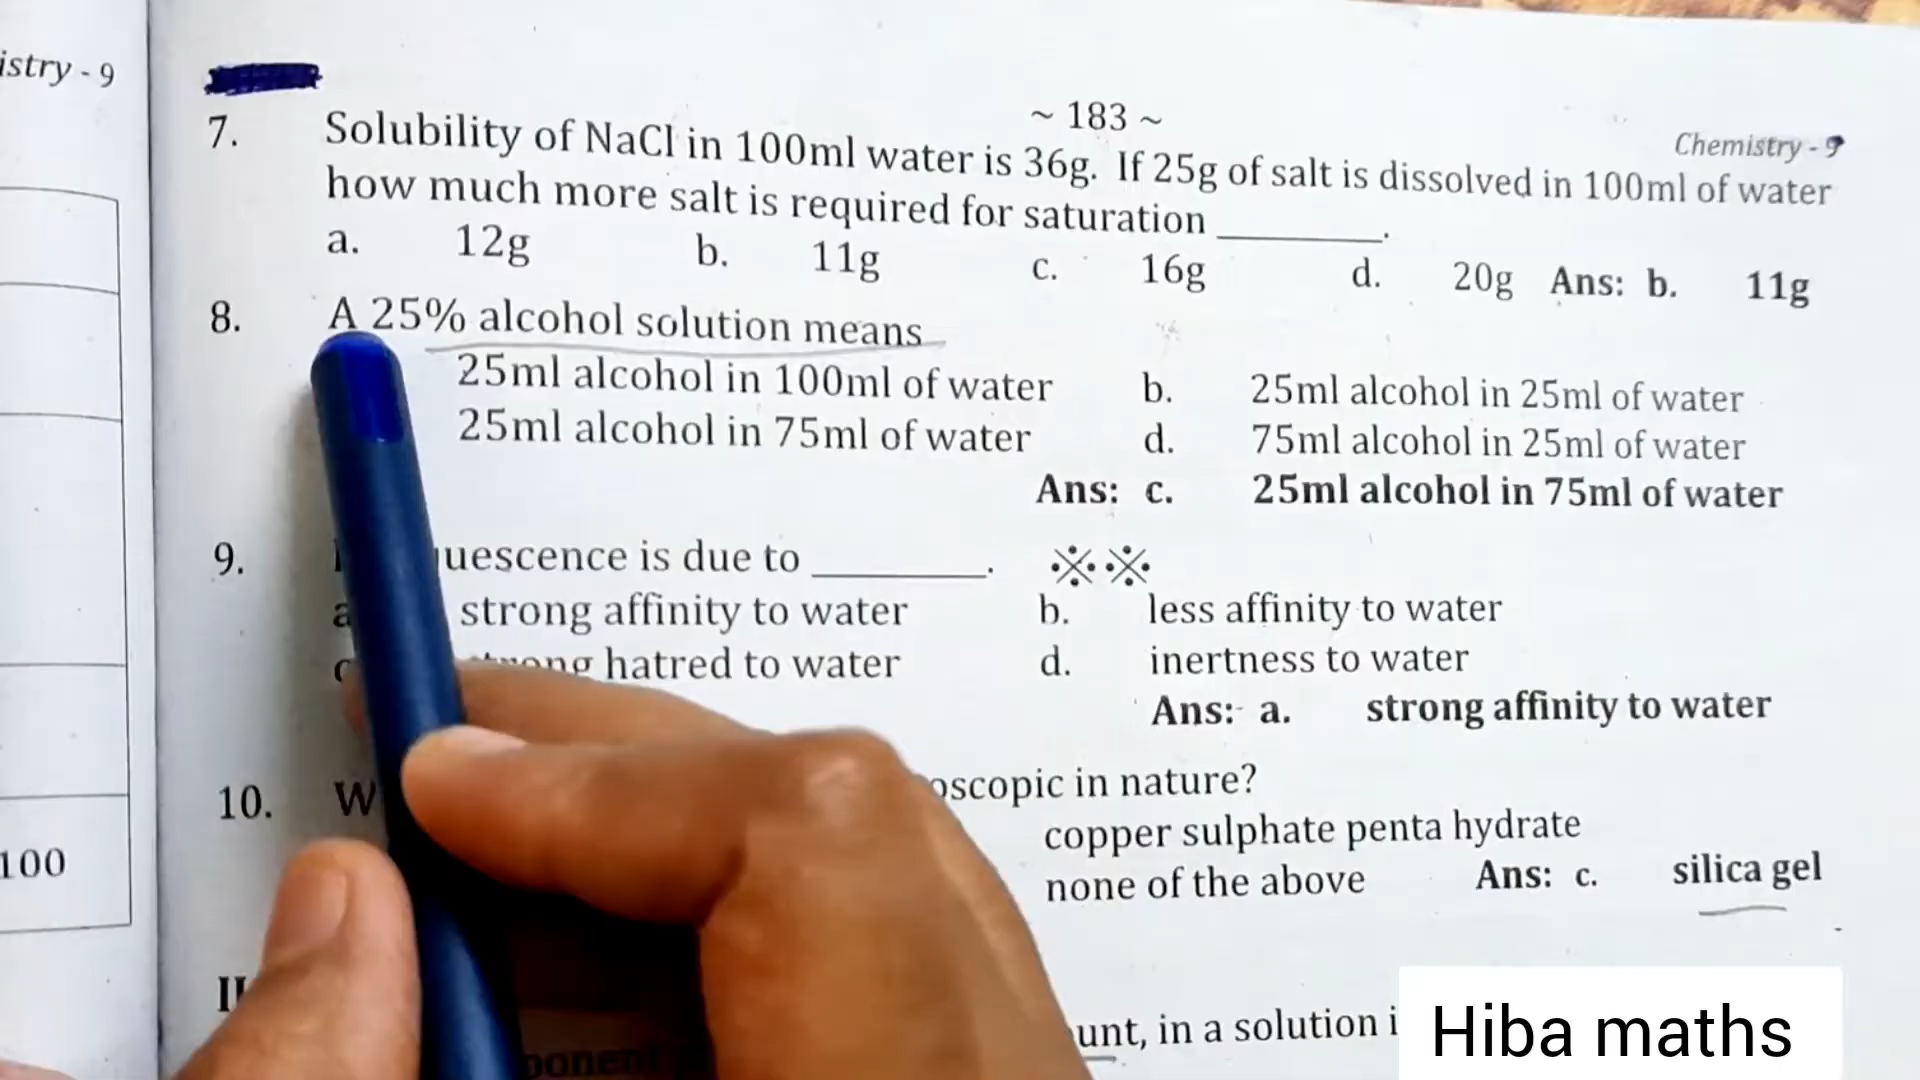 istry - 9
100
~ 183 ~
Chemistry - 9
7. Solubility of NaCl in 100ml water is 36g. If 25g of salt is dissolved in 100ml of water
how much more salt is required for saturation ________.
a. 12g b. 11g c. 16g d. 20g Ans: b. 11g
8. A 25% alcohol solution means
25ml alcohol in 100ml of water b. 25ml alcohol in 25ml of water
25ml alcohol in 75ml of water d. 75ml alcohol in 25ml of water
Ans: c. 25ml alcohol in 75ml of water
9. uescence is due to ________. ※※
a strong affinity to water b. less affinity to water
c hatred to water d. inertness to water
Ans:- a. strong affinity to water
10. W oscopic in nature?
copper sulphate penta hydrate
none of the above Ans: c. silica gel
II
unt, in a solution i
ponent
Hiba maths